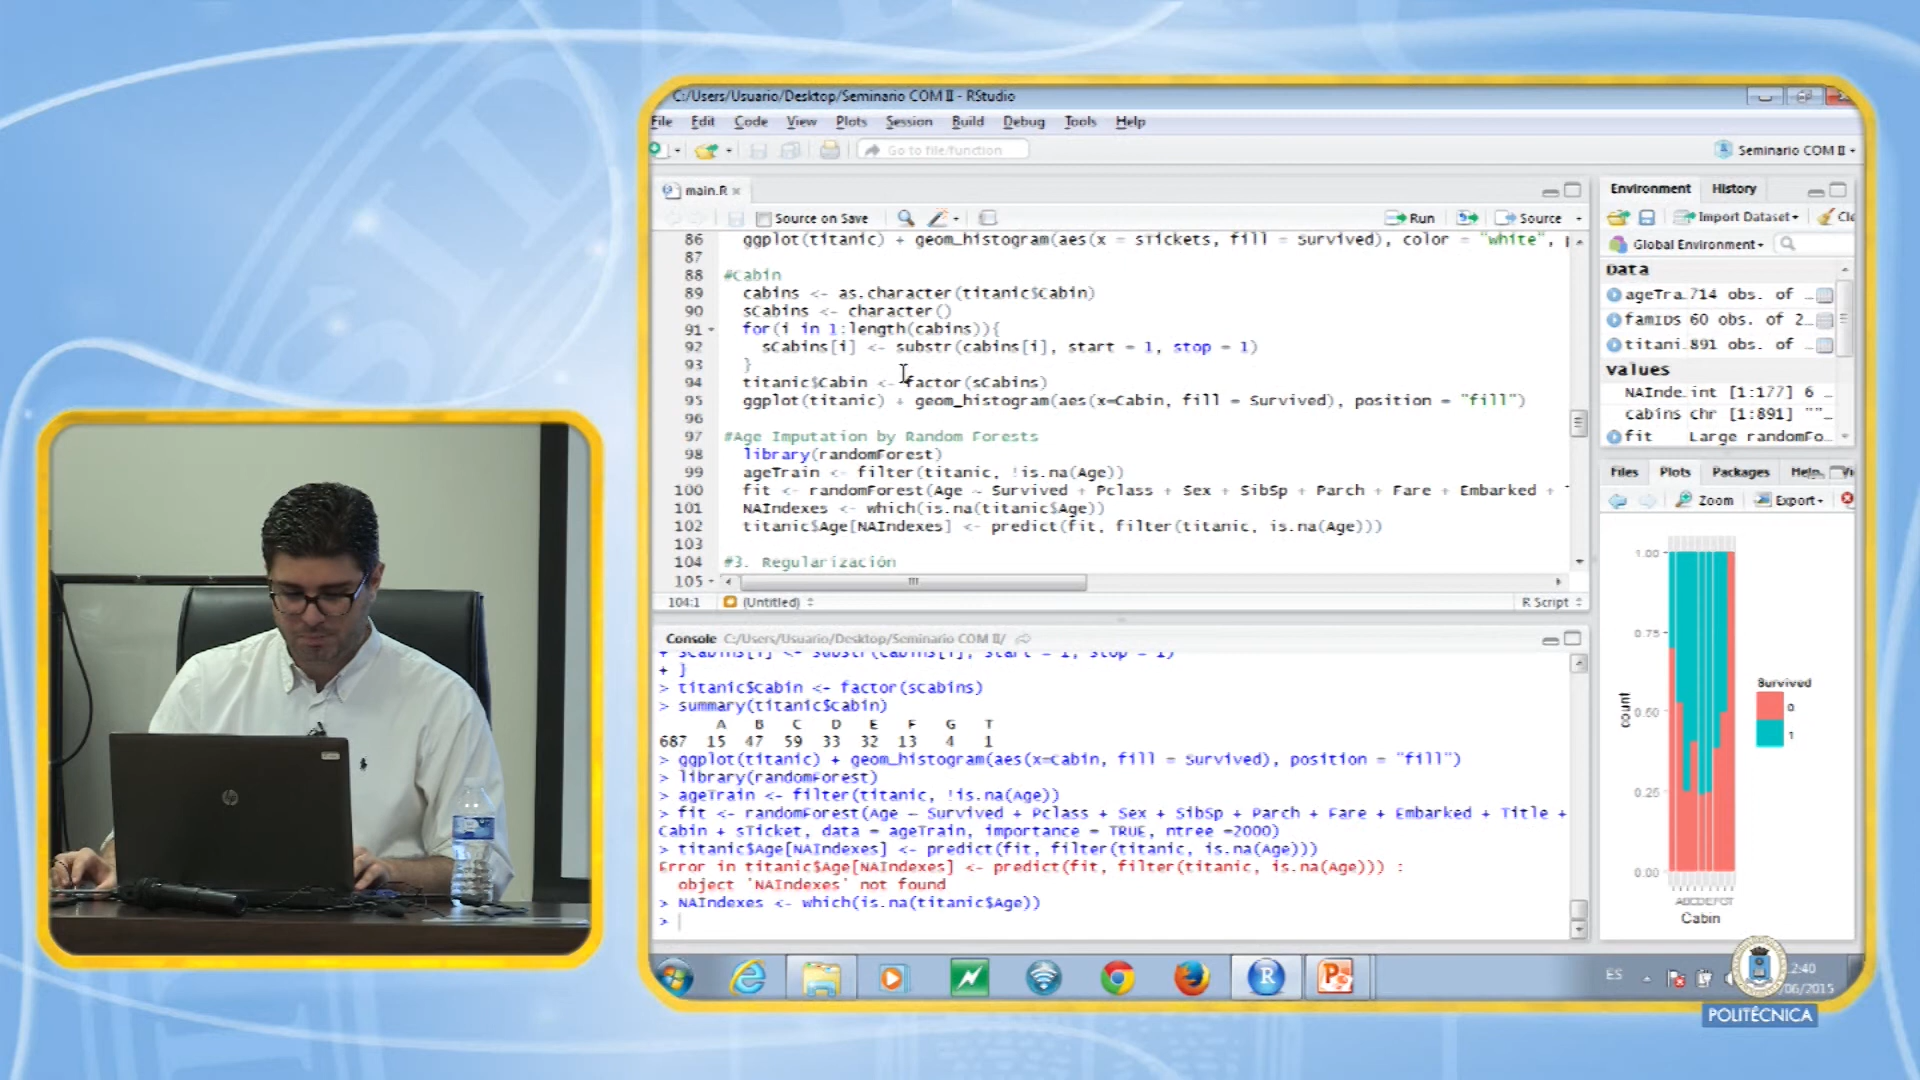 C:/Users/Usuario/Desktop/Seminario COM II - RStudio
File Edit Code View Plots Session Build Debug Tools Help
Go to file/function
Seminario COM II
main.R
Source on Save
Run
Source
86 ggplot(titanic) + geom_histogram(aes(x = sTickets, fill = Survived), color = "white",
87
88 #Cabin
89 cabins <- as.character(titanic$Cabin)
90 sCabins <- character()
91 for(i in 1:length(cabins)){
92 sCabins[i] <- substr(cabins[i], start = 1, stop = 1)
93 }
94 titanic$Cabin <- factor(sCabins)
95 ggplot(titanic) + geom_histogram(aes(x=Cabin, fill = Survived), position = "fill")
96
97 #Age Imputation by Random Forests
98 library(randomForest)
99 ageTrain <- filter(titanic, !is.na(Age))
100 fit <- randomForest(Age ~ Survived + Pclass + Sex + SibSp + Parch + Fare + Embarked +
101 NAIndexes <- which(is.na(titanic$Age))
102 titanic$Age[NAIndexes] <- predict(fit, filter(titanic, is.na(Age)))
103
104 #3. Regularización
105
104:1 (Untitled) R Script
Console C:/Users/Usuario/Desktop/Seminario COM II/
+ sCabins[i] <- substr(cabins[i], start = 1, stop = 1)
+ }
> titanic$Cabin <- factor(sCabins)
> summary(titanic$Cabin)
A B C D E F G T
687 15 47 59 33 32 13 4 1
> ggplot(titanic) + geom_histogram(aes(x=Cabin, fill = Survived), position = "fill")
> library(randomForest)
> ageTrain <- filter(titanic, !is.na(Age))
> fit <- randomForest(Age ~ Survived + Pclass + Sex + SibSp + Parch + Fare + Embarked + Title +
Cabin + sTicket, data = ageTrain, importance = TRUE, ntree =2000)
> titanic$Age[NAIndexes] <- predict(fit, filter(titanic, is.na(Age)))
Error in titanic$Age[NAIndexes] <- predict(fit, filter(titanic, is.na(Age))) :
object 'NAIndexes' not found
> NAIndexes <- which(is.na(titanic$Age))
>
Environment History
Import Dataset
Global Environment
Data
ageTra… 714 obs. of …
famIDs 60 obs. of 2…
titani… 891 obs. of …
values
NAInde… int [1:177] 6 …
cabins chr [1:891] "" …
fit Large randomFo…
Files Plots Packages Help
Zoom Export
1.00
0.75
0.50
0.25
0.00
count
ABCDEFGT
Cabin
Survived
0
1
ES
2:40
/06/2015
POLITÉCNICA